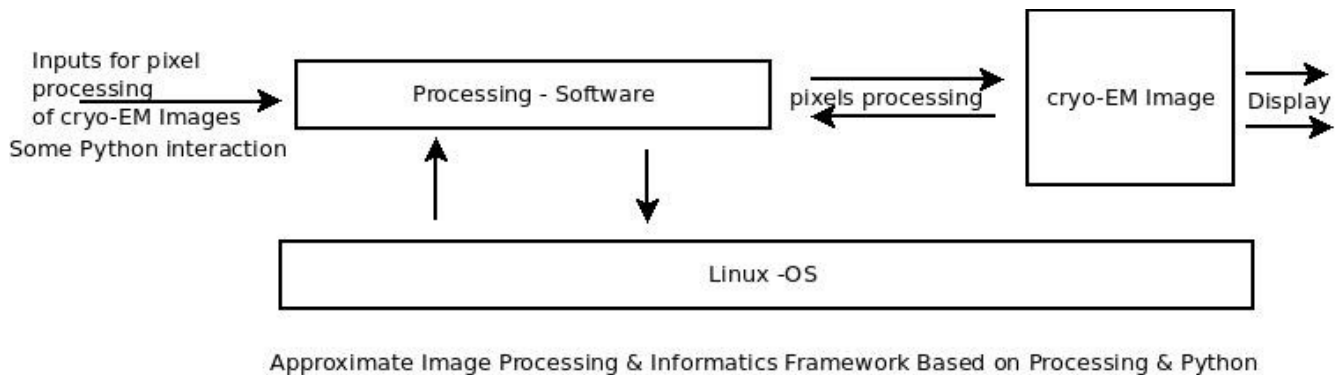 Inputs for pixel
processing
of cryo-EM Images
Some Python interaction
Processing - Software
pixels processing
cryo-EM Image
Display
Linux -OS
Approximate Image Processing & Informatics Framework Based on Processing & Python